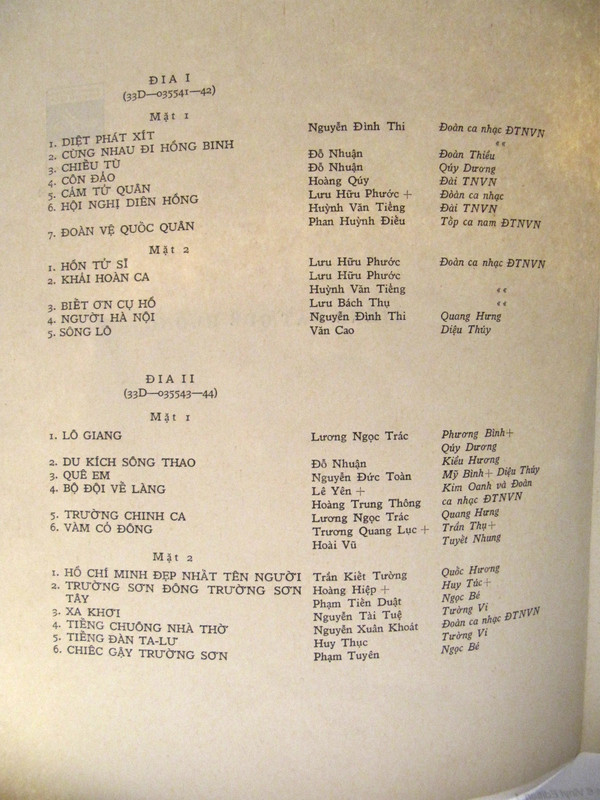 ĐĨA I
(33D—035541—42)
Mặt 1
1. DIỆT PHÁT XÍT Nguyễn Đình Thi Đoàn ca nhạc ĐTNVN
2. CÙNG NHAU ĐI HỒNG BINH Đỗ Nhuận ««
3. CHIỀU TÙ Đỗ Nhuận Đoàn Thiều
4. CÔN ĐẢO Hoàng Qúy Qúy Dương
5. CẢM TỬ QUÂN Lưu Hữu Phước + Đài TNVN
6. HỘI NGHỊ DIÊN HỒNG Huỳnh Văn Tiểng Đòàn ca nhạc
Đài TNVN
7. ĐOÀN VỆ QUỐC QUÂN Phan Huỳnh Điểu Tốp ca nam ĐTNVN
Mặt 2
1. HỒN TỬ SĨ Lưu Hữu Phước Đoàn ca nhạc ĐTNVN
2. KHẢI HOÀN CA Lưu Hữu Phước
Huỳnh Văn Tiểng ««
3. BIẾT ƠN CỤ HỒ Lưu Bách Thụ ««
4. NGƯỜI HÀ NỘI Nguyễn Đình Thi Quang Hưng
5. SÔNG LÔ Văn Cao Diệu Thúy
ĐĨA II
(33D—035543—44)
Mặt 1
1. LÔ GIANG Lương Ngọc Trác Phương Bình+
Qúy Dương
2. DU KÍCH SÔNG THAO Đỗ Nhuận Kiều Hương
3. QUÊ EM Nguyễn Đức Toàn Mỹ Bình+ Diệu Thúy
4. BỘ ĐỘI VỀ LÀNG Lê Yên + Kim Oanh và Đoàn
Hoàng Trung Thông ca nhạc ĐTNVN
5. TRƯỜNG CHINH CA Lương Ngọc Trác Quang Hưng
6. VÀM CỎ ĐÔNG Trương Quang Lục + Trần Thụ+
Hoài Vũ Tuyết Nhung
Mặt 2
1. HỒ CHÍ MINH ĐẸP NHẤT TÊN NGƯỜI Trần Kiết Tường Quốc Hương
2. TRƯỜNG SƠN ĐÔNG TRƯỜNG SƠN Hoàng Hiệp + Huy Túc+
TÂY Phạm Tiến Duật Ngọc Bé
3. XA KHƠI Nguyễn Tài Tuệ Tường Vi
4. TIẾNG CHUÔNG NHÀ THỜ Nguyễn Xuân Khoát Đoàn ca nhạc ĐTNVN
5. TIẾNG ĐÀN TA-LƯ Huy Thục Tường Vi
6. CHIẾC GẬY TRƯỜNG SƠN Phạm Tuyên Ngọc Bé